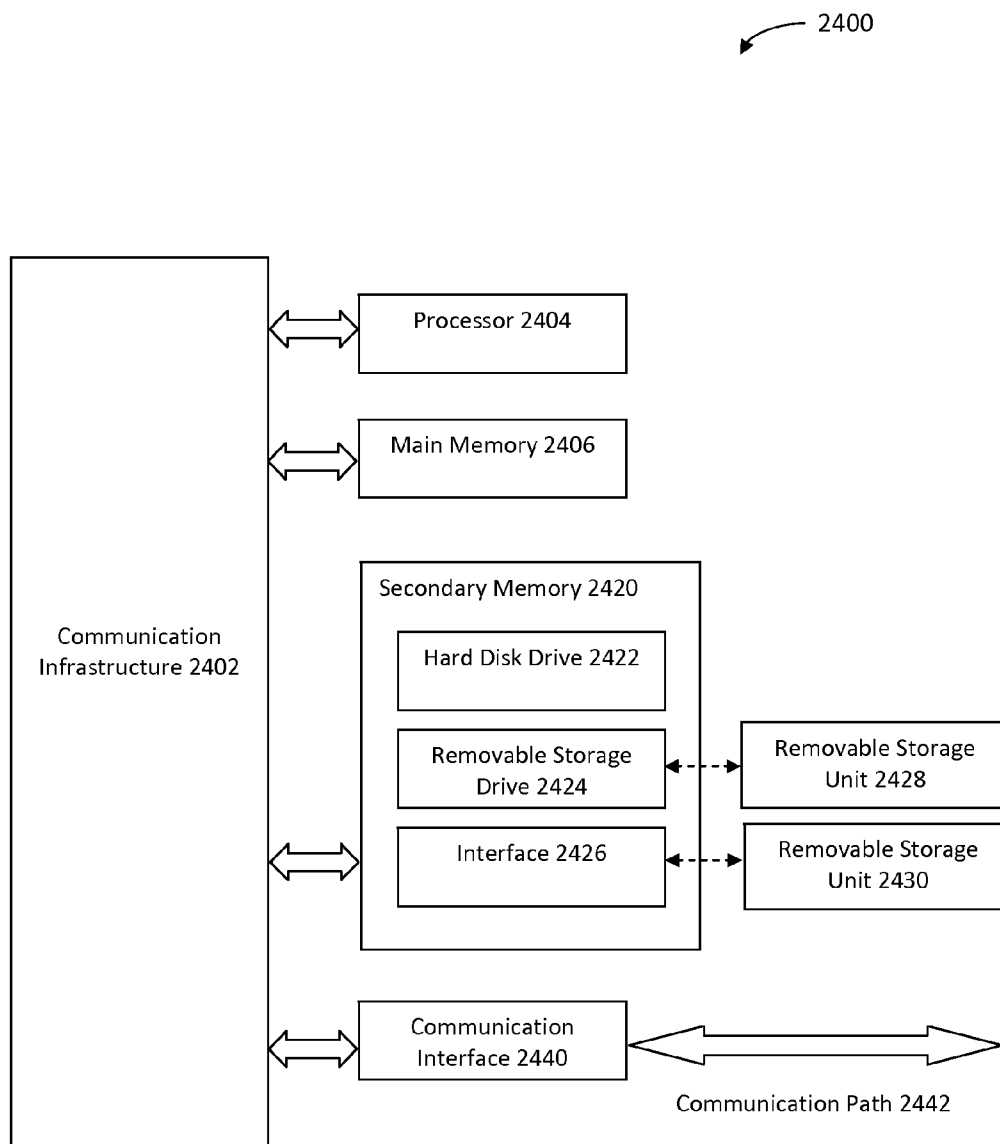 2400
Processor 2404
Main Memory 2406
Secondary Memory 2420
Communication
Infrastructure 2402
Hard Disk Drive 2422
Removable Storage
Drive 2424
Removable Storage
Unit 2428
Interface 2426
Removable Storage
Unit 2430
Communication
Interface 2440
Communication Path 2442